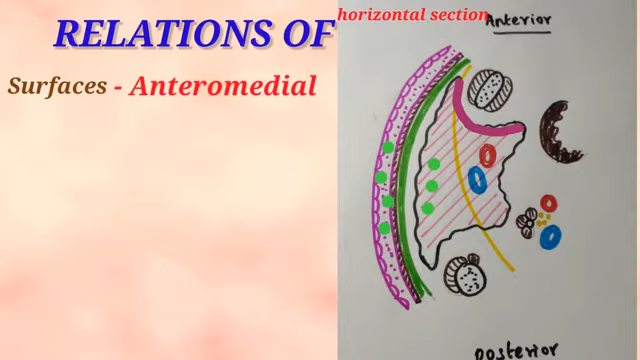 RELATIONS OF
horizontal section
Anterior
Surfaces - Anteromedial
posterior